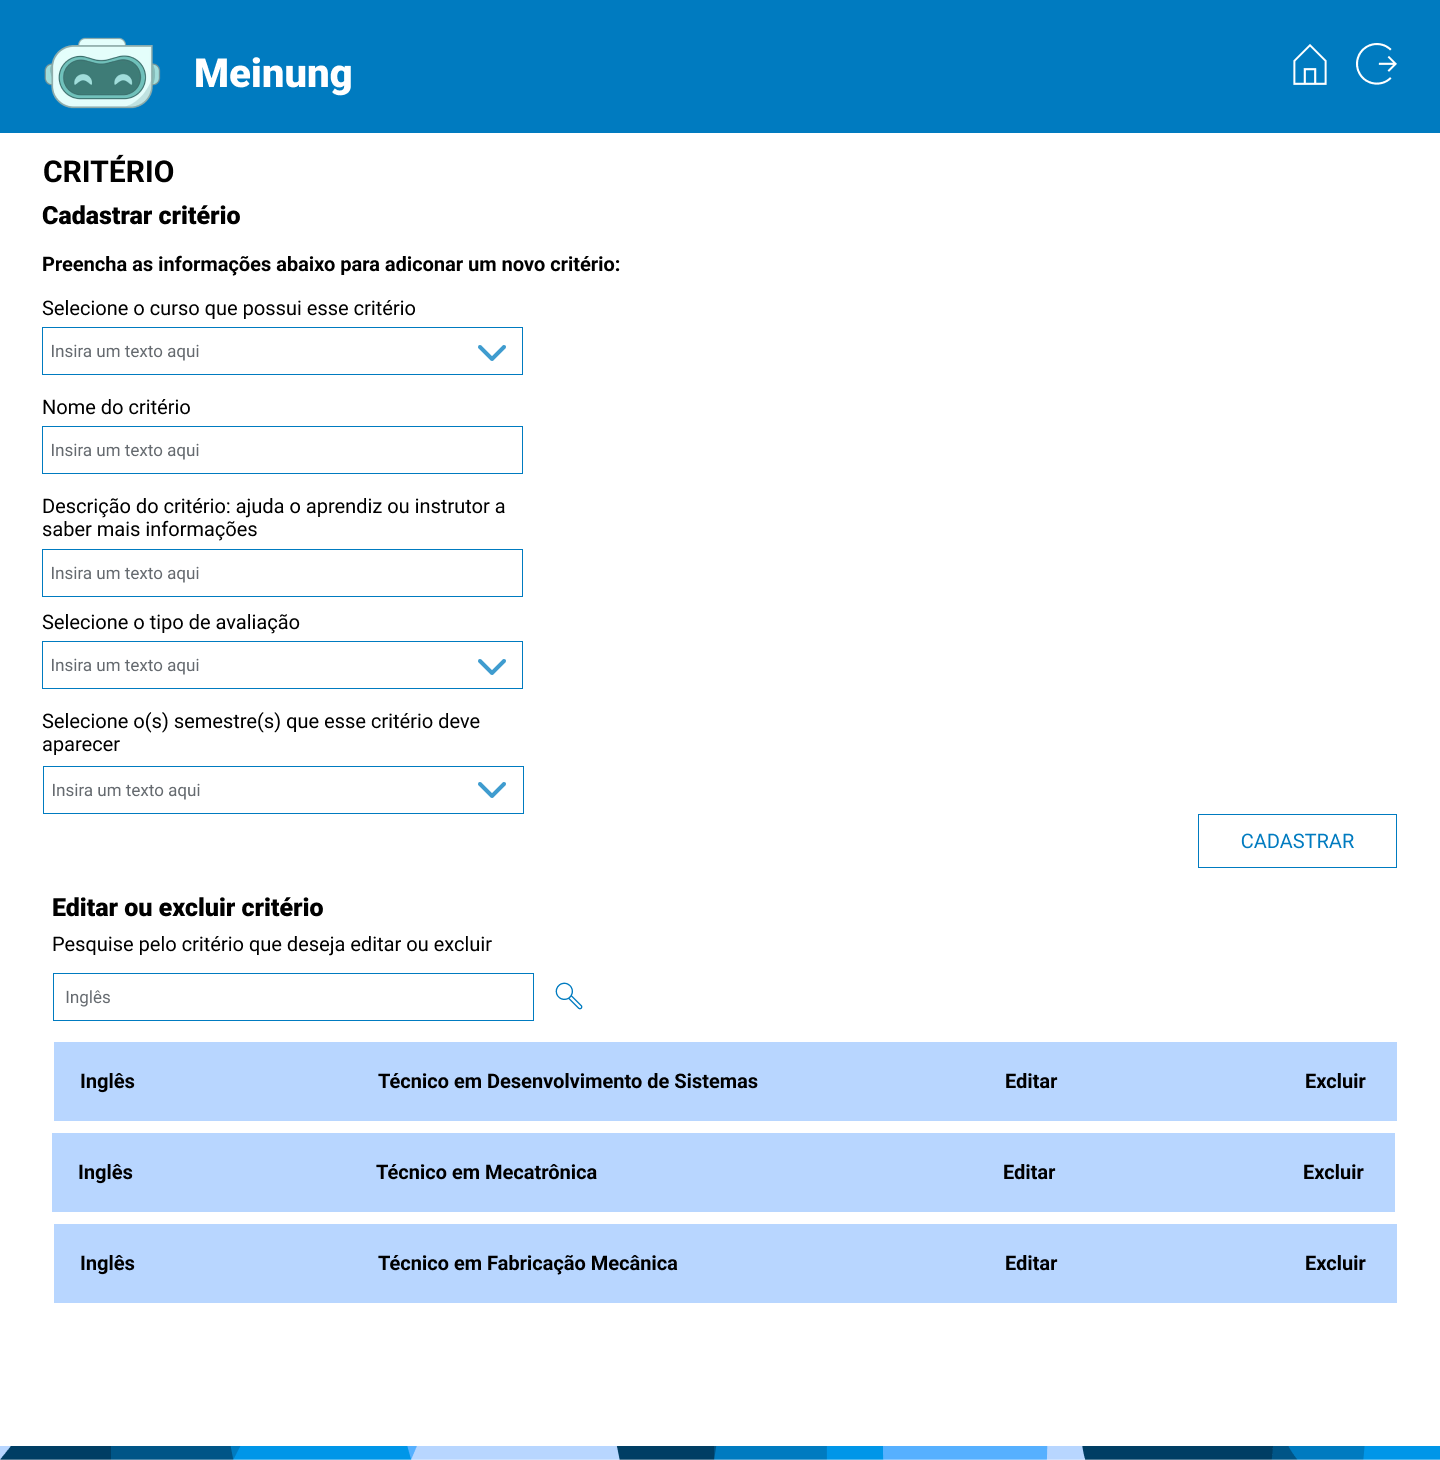 Meinung
CRITÉRIO
Cadastrar critério
Preencha as informações abaixo para adiconar um novo critério:
Selecione o curso que possui esse critério
Insira um texto aqui
Nome do critério
Insira um texto aqui
Descrição do critério: ajuda o aprendiz ou instrutor a
saber mais informações
Insira um texto aqui
Selecione o tipo de avaliação
Insira um texto aqui
Selecione o(s) semestre(s) que esse critério deve
aparecer
Insira um texto aqui
CADASTRAR
Editar ou excluir critério
Pesquise pelo critério que deseja editar ou excluir
Inglês
Inglês Técnico em Desenvolvimento de Sistemas Editar Excluir
Inglês Técnico em Mecatrônica Editar Excluir
Inglês Técnico em Fabricação Mecânica Editar Excluir